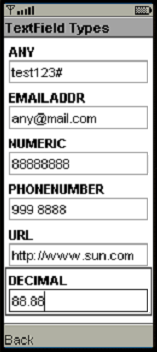 TextField Types
ANY
test123#
EMAILADDR
any@mail.com
NUMERIC
88888888
PHONENUMBER
999 8888
URL
http://www.sun.com
DECIMAL
88.88
Back